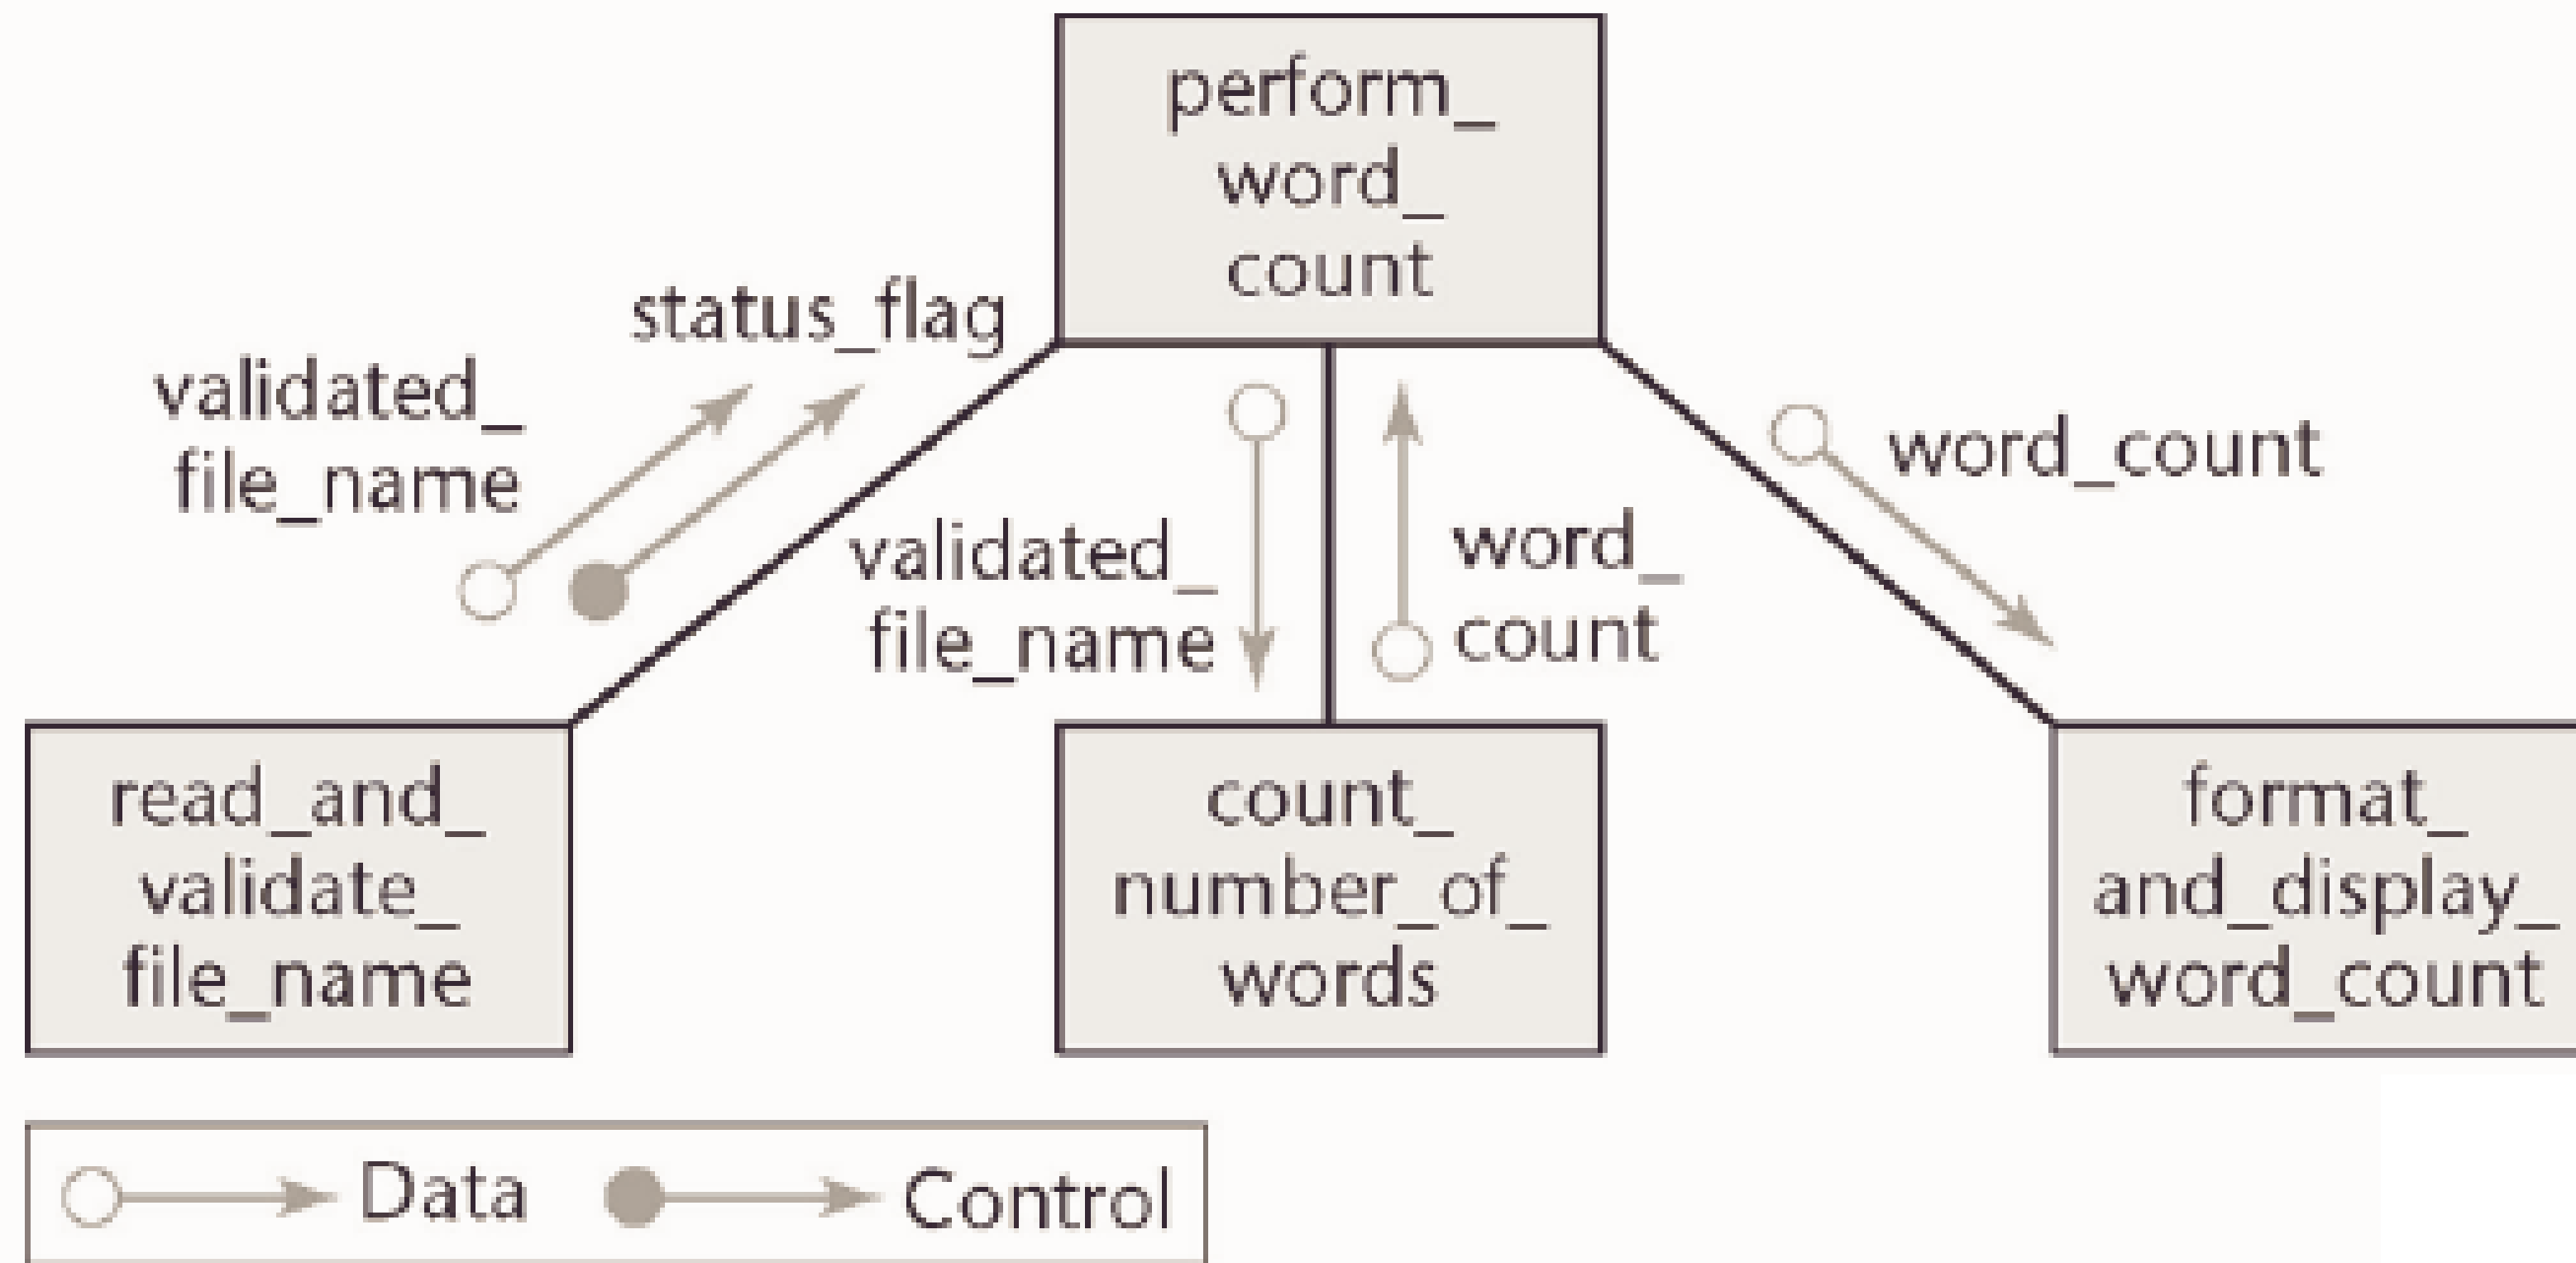 perform_
word_
count
status_flag
validated_
file_name
validated_
file_name
word_
count
word_count
read_and_
validate_
file_name
count_
number_of_
words
format_
and_display_
word_count
Data
Control